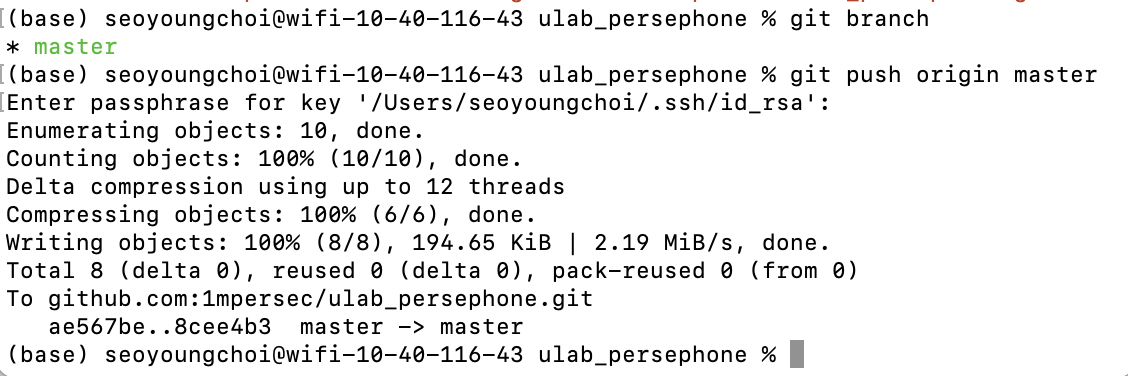 (base) seoyoungchoi@wifi-10-40-116-43 ulab_persephone % git branch
* master
(base) seoyoungchoi@wifi-10-40-116-43 ulab_persephone % git push origin master
Enter passphrase for key '/Users/seoyoungchoi/.ssh/id_rsa':
Enumerating objects: 10, done.
Counting objects: 100% (10/10), done.
Delta compression using up to 12 threads
Compressing objects: 100% (6/6), done.
Writing objects: 100% (8/8), 194.65 KiB | 2.19 MiB/s, done.
Total 8 (delta 0), reused 0 (delta 0), pack-reused 0 (from 0)
To github.com:1mpersec/ulab_persephone.git
   ae567be..8cee4b3  master -> master
(base) seoyoungchoi@wifi-10-40-116-43 ulab_persephone %